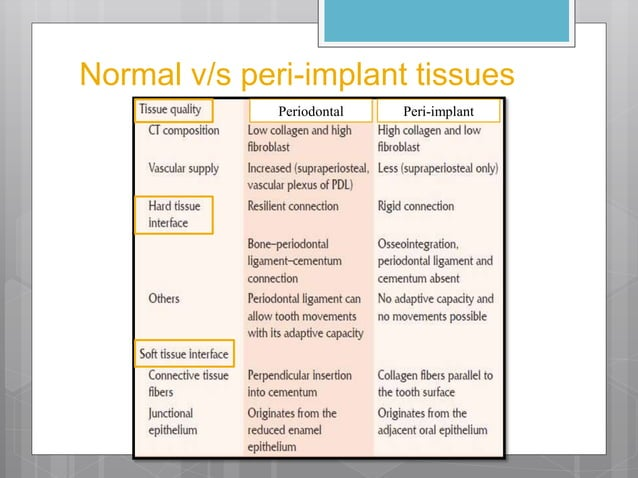 Normal v/s peri-implant tissues
Tissue quality Periodontal Peri-implant
CT composition Low collagen and high High collagen and low
fibroblast fibroblast
Vascular supply Increased (supraperiosteal, Less (supraperiosteal only)
vascular plexus of PDL)
Hard tissue Resilient connection Rigid connection
interface
Bone–periodontal Osseointegration,
ligament–cementum periodontal ligament and
connection cementum absent
Others Periodontal ligament can No adaptive capacity and
allow tooth movements no movements possible
with its adaptive capacity
Soft tissue interface
Connective tissue Perpendicular insertion Collagen fibers parallel to
fibers into cementum the tooth surface
Junctional Originates from the Originates from the
epithelium reduced enamel adjacent oral epithelium
epithelium